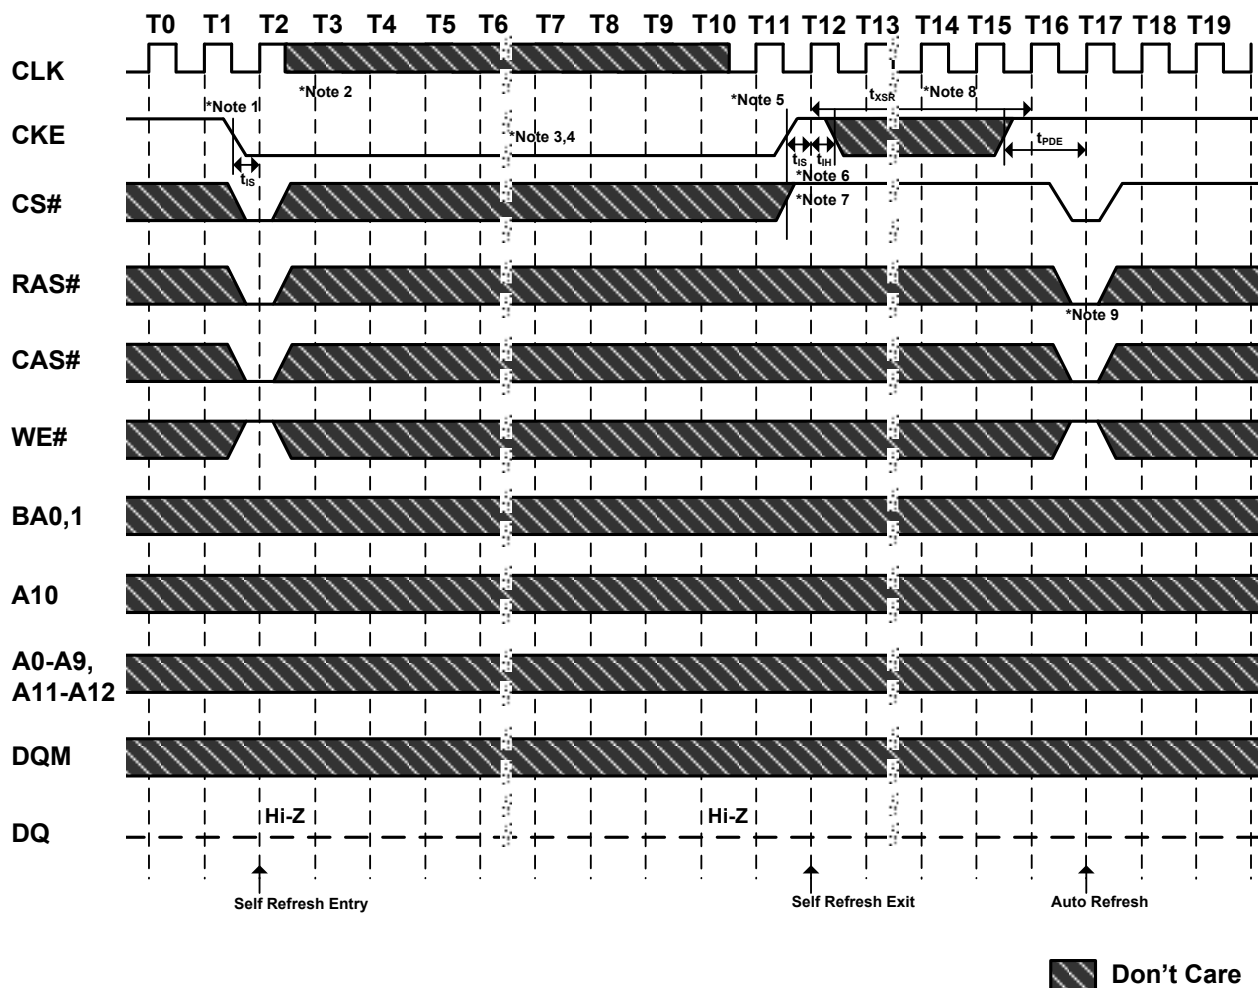 T0 T1 T2 T3 T4 T5 T6 T7 T8 T9 T10 T11 T12 T13 T14 T15 T16 T17 T18 T19
CLK
*Note 1 *Note 2 *Note 5 tXSR *Note 8
CKE
*Note 3,4 tPDE
tIS tIS tIH
*Note 6
CS#
*Note 7
RAS#
*Note 9
CAS#
WE#
BA0,1
A10
A0-A9,
A11-A12
DQM
Hi-Z Hi-Z
DQ
Self Refresh Entry Self Refresh Exit Auto Refresh
Don't Care